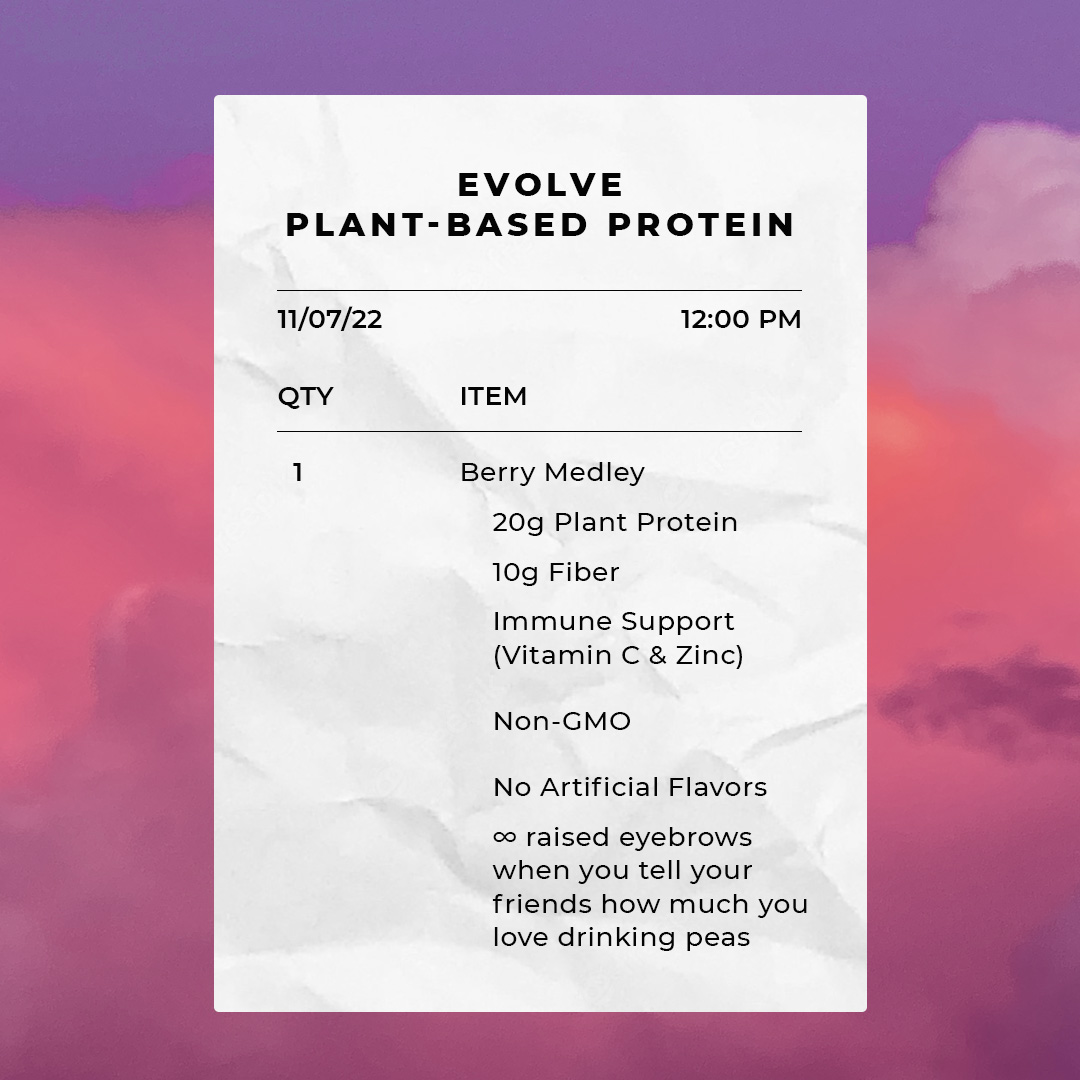 EVOLVE
PLANT-BASED PROTEIN
11/07/22 12:00 PM
QTY ITEM
1 Berry Medley
20g Plant Protein
10g Fiber
Immune Support
(Vitamin C & Zinc)
Non-GMO
No Artificial Flavors
∞ raised eyebrows
when you tell your
friends how much you
love drinking peas